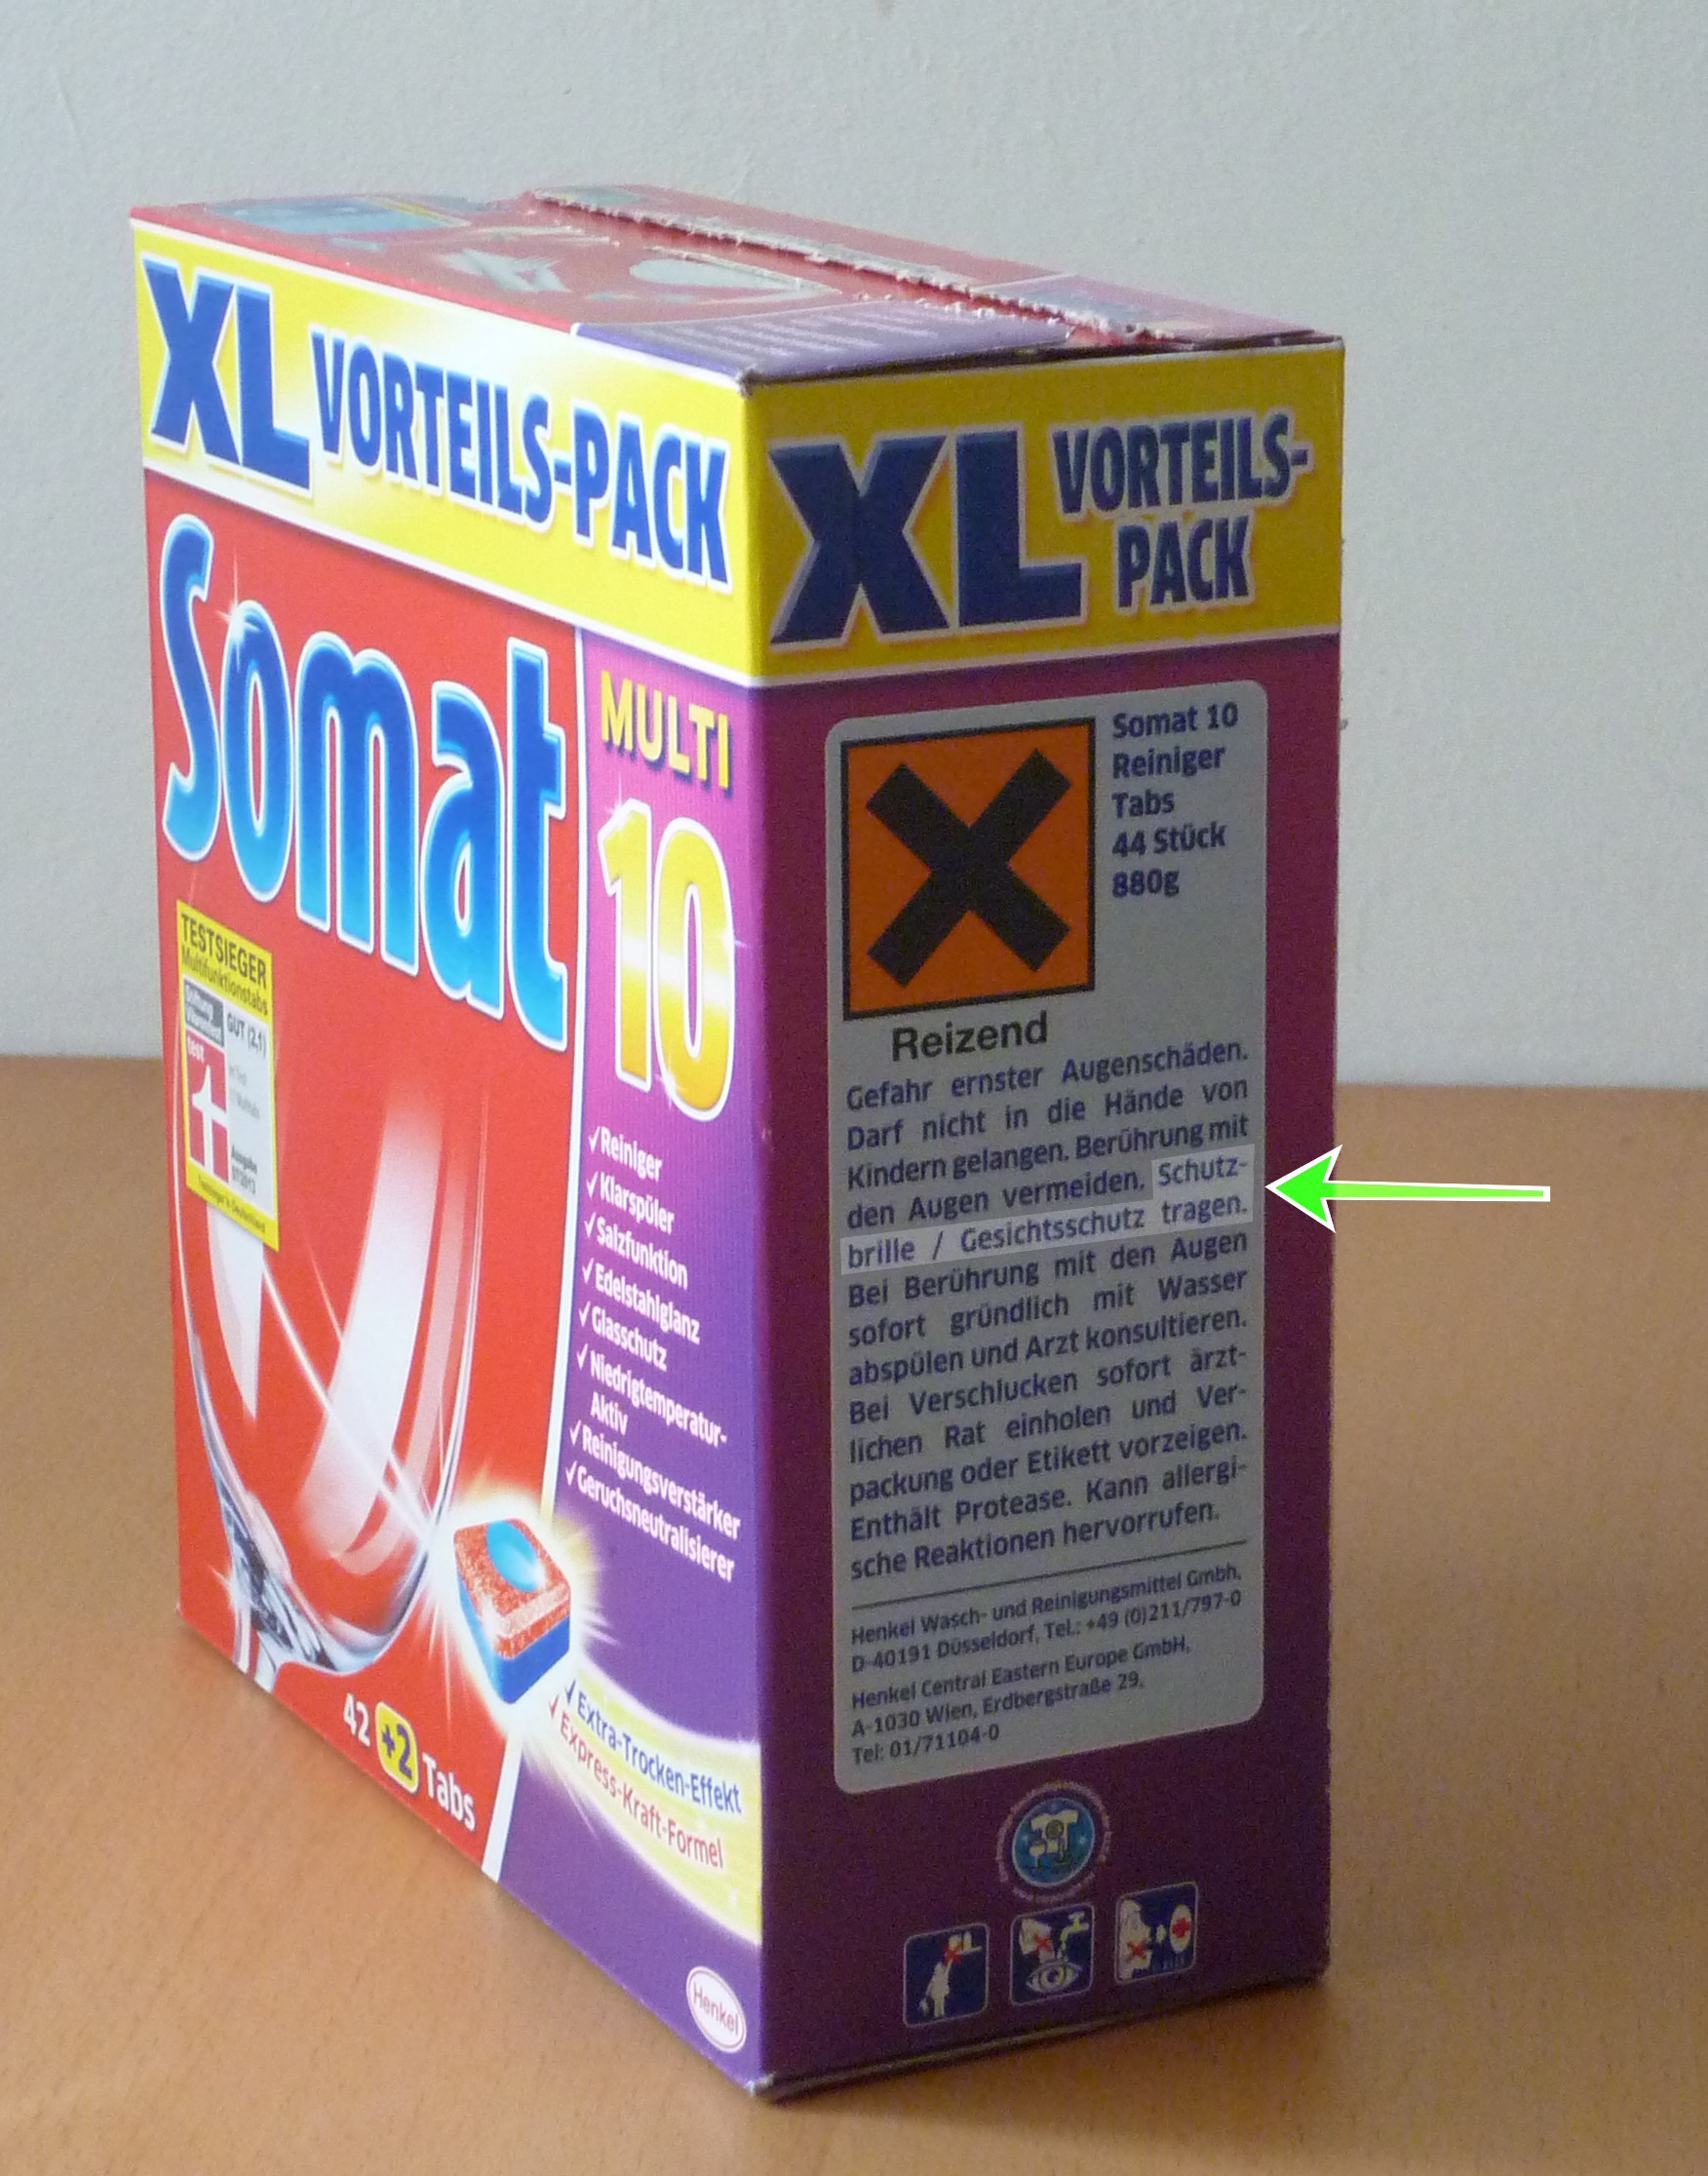 XL VORTEILS-PACK
Somat
MULTI
10
TESTSIEGER
Multifunktionstabs
Stiftung
Warentest
test
GUT (2,1)
Ausgabe
✓Reiniger
✓Klarspüler
✓Salzfunktion
✓Edelstahlglanz
✓Glasschutz
✓Niedrigtemperatur-
Aktiv
✓Reinigungsverstärker
✓Geruchsneutralisierer
✓Extra-Trocken-Effekt
✓Express-Kraft-Formel
42 +2 Tabs
Henkel
XL VORTEILS-
PACK
Somat 10
Reiniger
Tabs
44 Stück
880g
Reizend
Gefahr ernster Augenschäden.
Darf nicht in die Hände von
Kindern gelangen. Berührung mit
den Augen vermeiden. Schutz-
brille / Gesichtsschutz tragen.
Bei Berührung mit den Augen
sofort gründlich mit Wasser
abspülen und Arzt konsultieren.
Bei Verschlucken sofort ärzt-
lichen Rat einholen und Ver-
packung oder Etikett vorzeigen.
Enthält Protease. Kann allergi-
sche Reaktionen hervorrufen.
Henkel Wasch- und Reinigungsmittel Gmbh,
D-40191 Düsseldorf, Tel.: +49 (0)211/797-0
Henkel Central Eastern Europe GmbH,
A-1030 Wien, Erdbergstraße 29,
Tel: 01/71104-0